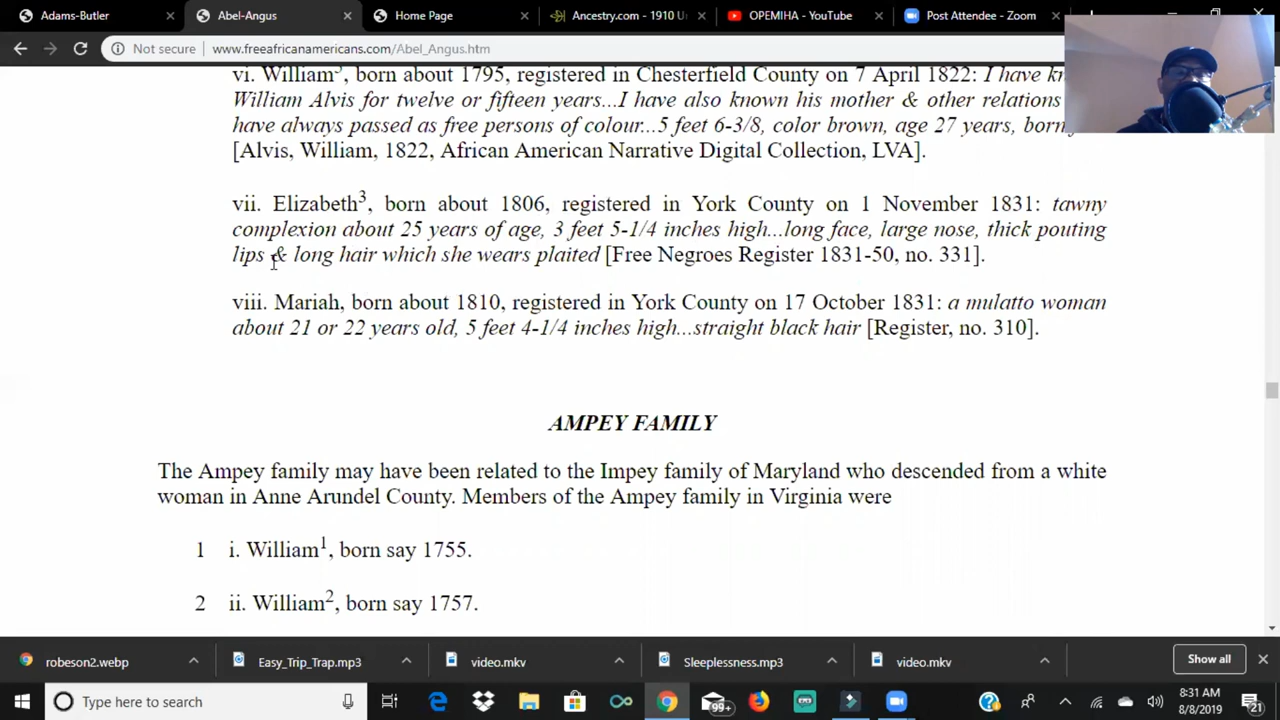 Adams-Butler
Abel-Angus
Home Page
Ancestry.com - 1910 U
OPEMIHA - YouTube
Post Attendee - Zoom
Not secure
www.freeafricanamericans.com/Abel_Angus.htm
vi. William³, born about 1795, registered in Chesterfield County on 7 April 1822: I have
William Alvis for twelve or fifteen years...I have also known his mother & other relations
have always passed as free persons of colour...5 feet 6-3/8, color brown, age 27 years,
[Alvis, William, 1822, African American Narrative Digital Collection, LVA].
vii. Elizabeth³, born about 1806, registered in York County on 1 November 1831: tawny
complexion about 25 years of age, 3 feet 5-1/4 inches high...long face, large nose, thick pouting
lips & long hair which she wears plaited [Free Negroes Register 1831-50, no. 331].
viii. Mariah, born about 1810, registered in York County on 17 October 1831: a mulatto woman
about 21 or 22 years old, 5 feet 4-1/4 inches high...straight black hair [Register, no. 310].
AMPEY FAMILY
The Ampey family may have been related to the Impey family of Maryland who descended from a white
woman in Anne Arundel County. Members of the Ampey family in Virginia were
1 i. William¹, born say 1755.
2 ii. William², born say 1757.
robeson2.webp
Easy_Trip_Trap.mp3
video.mkv
Sleeplessness.mp3
video.mkv
Show all
Type here to search
99+
8:31 AM
8/8/2019
21